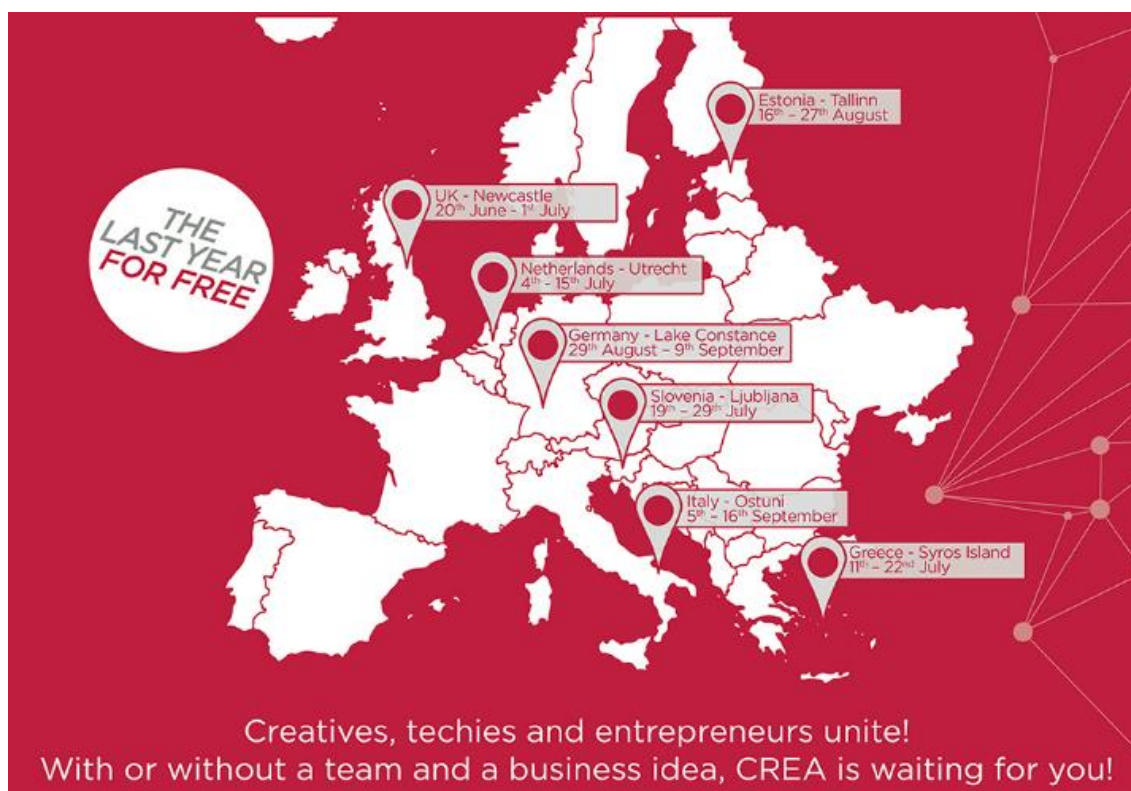 Estonia - Tallinn
16th – 27th August
UK - Newcastle
20th June - 1st July
THE
LAST YEAR
FOR FREE
Netherlands - Utrecht
4th - 15th July
Germany - Lake Constance
29th August – 9th September
Slovenia - Ljubljana
19th – 29th July
Italy - Ostuni
5th – 16th September
Greece - Syros Island
11th – 22nd July
Creatives, techies and entrepreneurs unite!
With or without a team and a business idea, CREA is waiting for you!